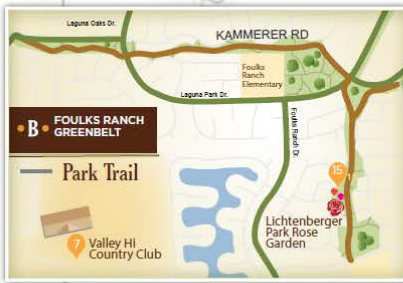 Laguna Oaks Dr.
KAMMERER RD
Foulks
Ranch
Elementary
Laguna Park Dr.
• B • FOULKS RANCH
GREENBELT
Foulks Ranch Dr.
Park Trail
15
Lichtenberger
Park Rose
Garden
7 Valley Hi
Country Club